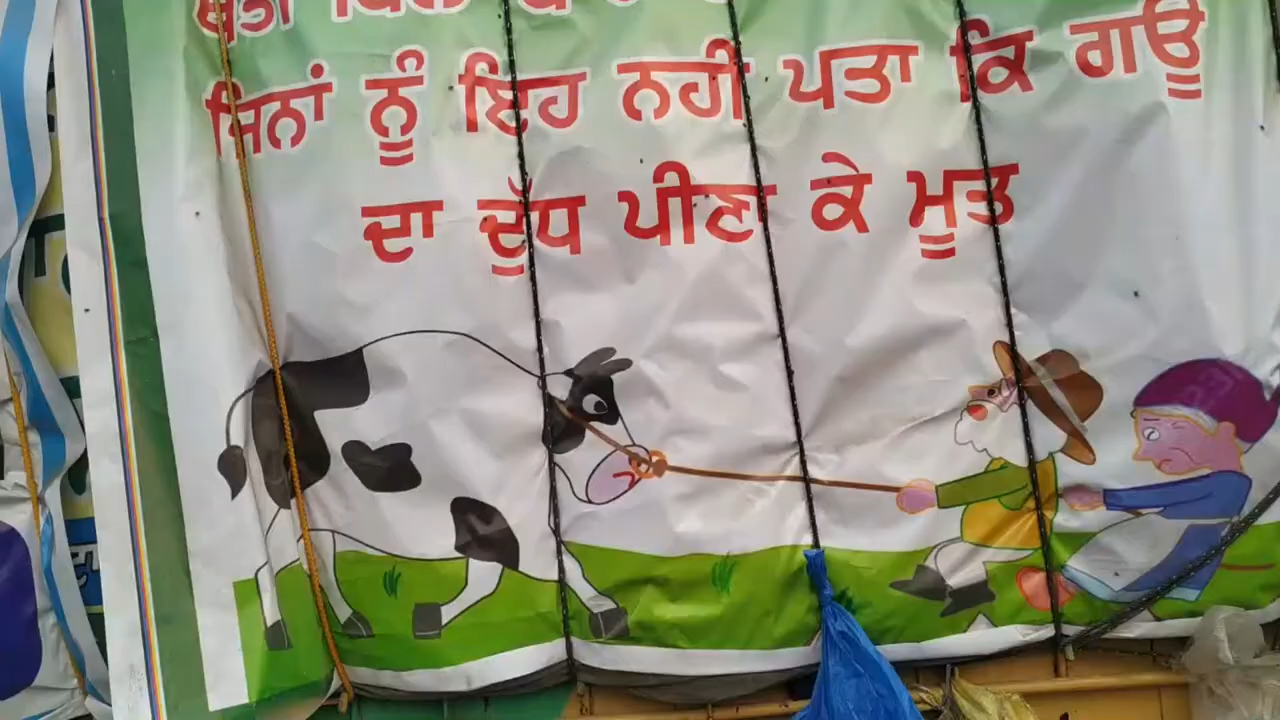 ਜਿਨਾਂ ਨੂੰ ਇਹ ਨਹੀ ਪਤਾ ਕਿ ਗਊ
ਦਾ ਦੁੱਧ ਪੀਣਾ ਕੇ ਮੂਤ